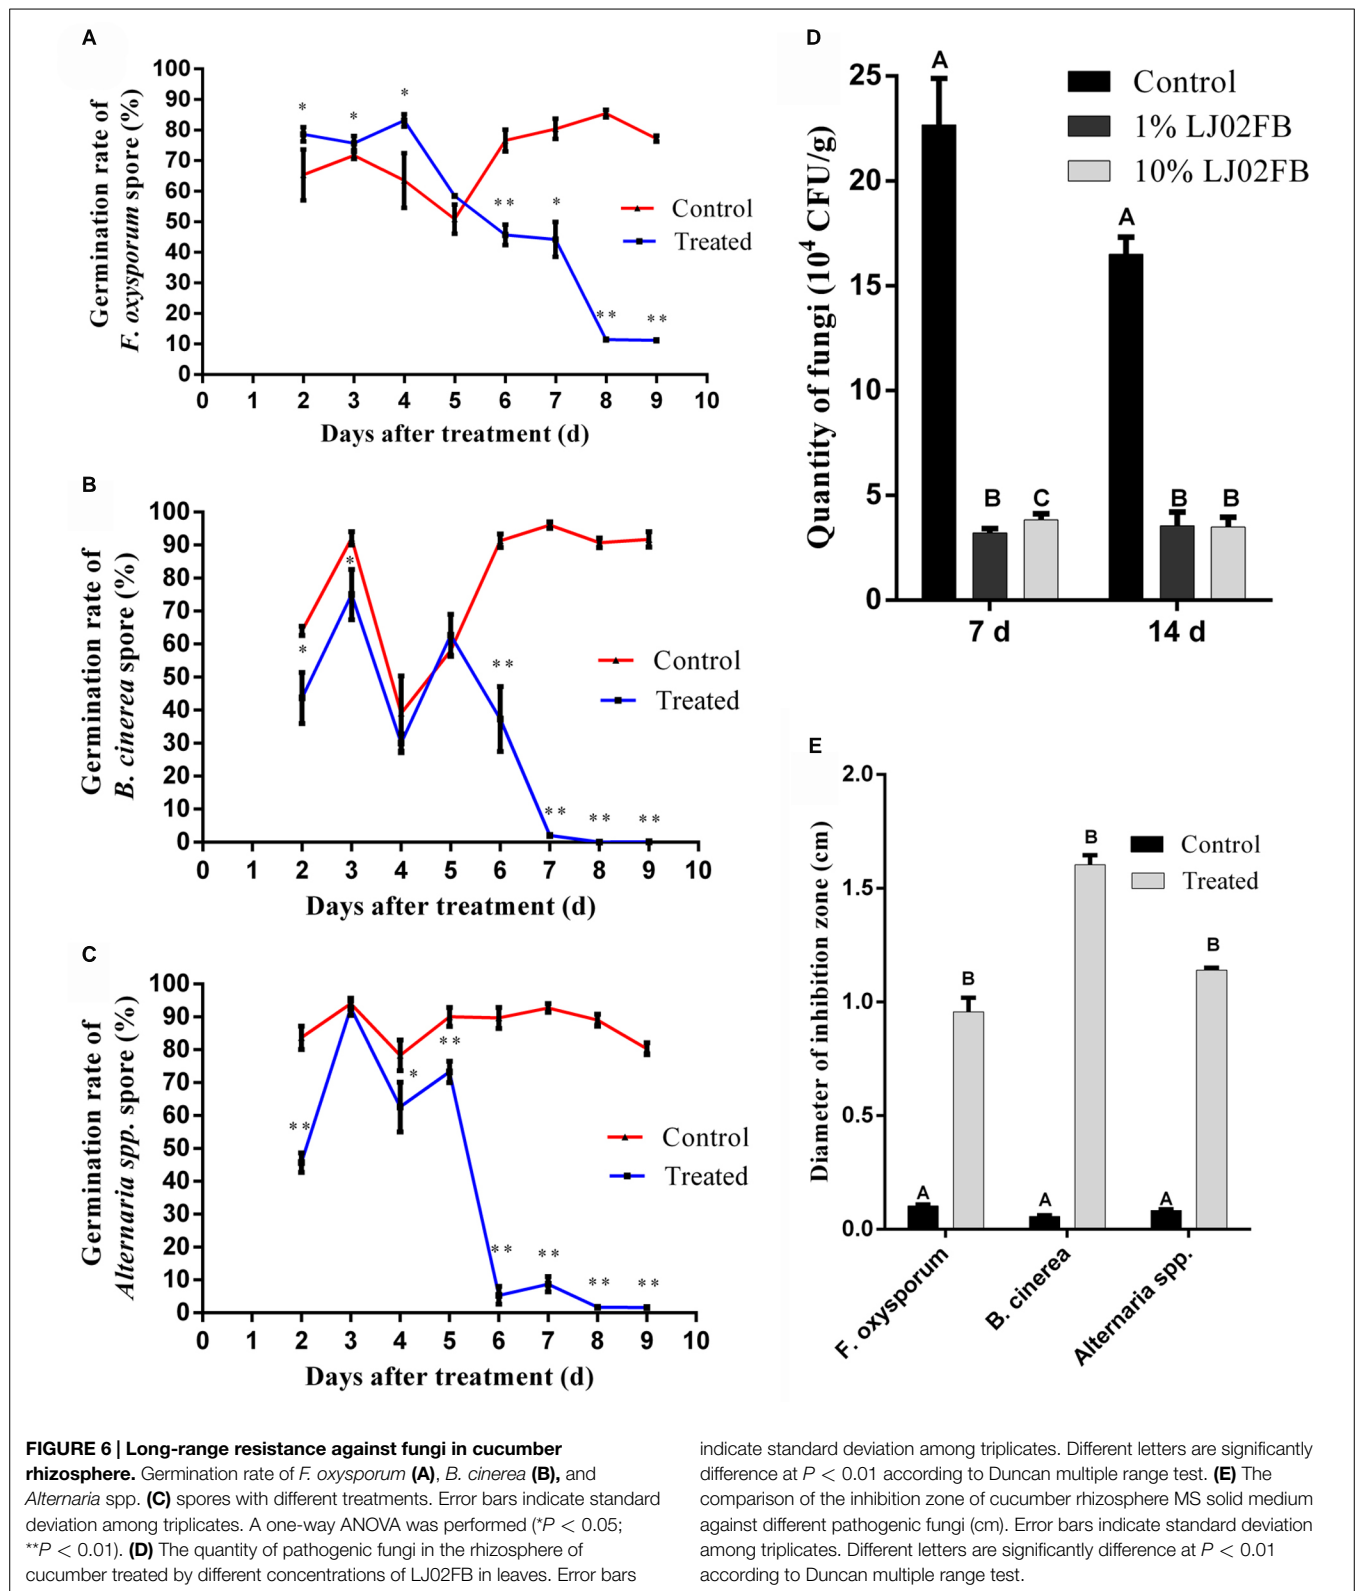 A
Germination rate of
F. oxysporum spore (%)
100
90
80
70
60
50
40
30
20
10
0
* * * ** * ** **
Control
Treated
0 1 2 3 4 5 6 7 8 9 10
Days after treatment (d)
B
Germination rate of
B. cinerea spore (%)
100
90
80
70
60
50
40
30
20
10
0
* * ** ** ** **
Control
Treated
0 1 2 3 4 5 6 7 8 9 10
Days after treatment (d)
C
Germination rate of
Alternaria spp. spore (%)
100
90
80
70
60
50
40
30
20
10
0
** * ** ** ** ** **
Control
Treated
0 1 2 3 4 5 6 7 8 9 10
Days after treatment (d)
D
Quantity of fungi (10⁴ CFU/g)
25
20
15
10
5
0
Control
1% LJ02FB
10% LJ02FB
A B C A B B
7 d 14 d
E
Diameter of inhibition zone (cm)
2.0
1.5
1.0
0.5
0.0
Control
Treated
A B A B A B
F. oxysporum
B. cinerea
Alternaria spp.
FIGURE 6 | Long-range resistance against fungi in cucumber
rhizosphere. Germination rate of F. oxysporum (A), B. cinerea (B), and
Alternaria spp. (C) spores with different treatments. Error bars indicate standard
deviation among triplicates. A one-way ANOVA was performed (*P < 0.05;
**P < 0.01). (D) The quantity of pathogenic fungi in the rhizosphere of
cucumber treated by different concentrations of LJ02FB in leaves. Error bars
indicate standard deviation among triplicates. Different letters are significantly
difference at P < 0.01 according to Duncan multiple range test. (E) The
comparison of the inhibition zone of cucumber rhizosphere MS solid medium
against different pathogenic fungi (cm). Error bars indicate standard deviation
among triplicates. Different letters are significantly difference at P < 0.01
according to Duncan multiple range test.